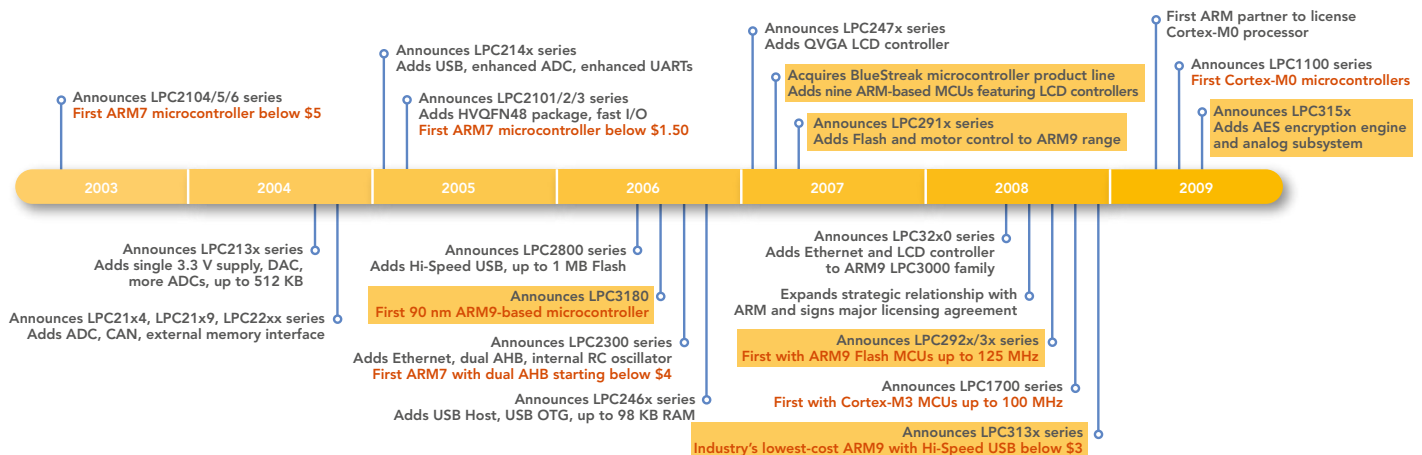 Announces LPC2104/5/6 series
First ARM7 microcontroller below $5
Announces LPC214x series
Adds USB, enhanced ADC, enhanced UARTs
Announces LPC2101/2/3 series
Adds HVQFN48 package, fast I/O
First ARM7 microcontroller below $1.50
Announces LPC247x series
Adds QVGA LCD controller
Acquires BlueStreak microcontroller product line
Adds nine ARM-based MCUs featuring LCD controllers
Announces LPC291x series
Adds Flash and motor control to ARM9 range
First ARM partner to license
Cortex-M0 processor
Announces LPC1100 series
First Cortex-M0 microcontrollers
Announces LPC315x
Adds AES encryption engine
and analog subsystem
2003
2004
2005
2006
2007
2008
2009
Announces LPC213x series
Adds single 3.3 V supply, DAC,
more ADCs, up to 512 KB
Announces LPC21x4, LPC21x9, LPC22xx series
Adds ADC, CAN, external memory interface
Announces LPC2800 series
Adds Hi-Speed USB, up to 1 MB Flash
Announces LPC3180
First 90 nm ARM9-based microcontroller
Announces LPC2300 series
Adds Ethernet, dual AHB, internal RC oscillator
First ARM7 with dual AHB starting below $4
Announces LPC246x series
Adds USB Host, USB OTG, up to 98 KB RAM
Announces LPC32x0 series
Adds Ethernet and LCD controller
to ARM9 LPC3000 family
Expands strategic relationship with
ARM and signs major licensing agreement
Announces LPC292x/3x series
First with ARM9 Flash MCUs up to 125 MHz
Announces LPC1700 series
First with Cortex-M3 MCUs up to 100 MHz
Announces LPC313x series
Industry's lowest-cost ARM9 with Hi-Speed USB below $3